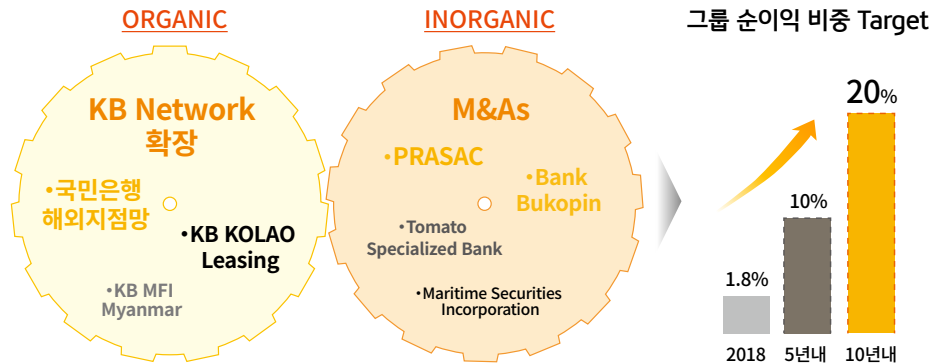 ORGANIC
KB Network
확장
•국민은행
해외지점망
•KB KOLAO
Leasing
•KB MFI
Myanmar
INORGANIC
M&As
•PRASAC
•Bank
Bukopin
•Tomato
Specialized Bank
•Maritime Securities
Incorporation
그룹 순이익 비중 Target
20%
10%
1.8%
2018 5년내 10년내